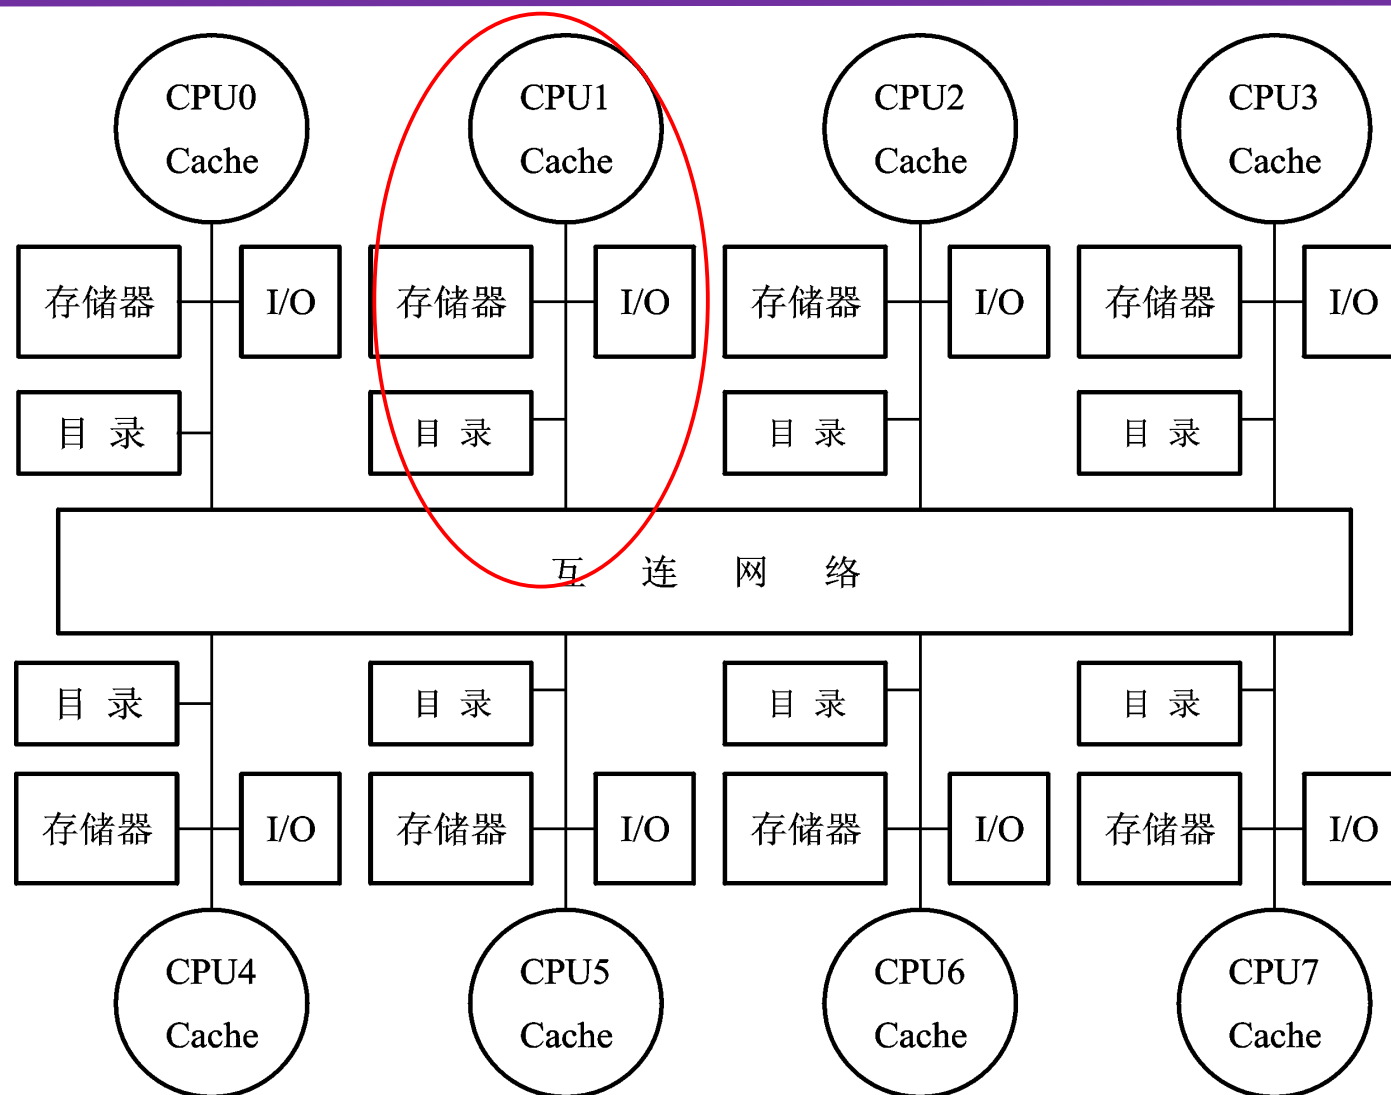 CPU0
Cache
CPU1
Cache
CPU2
Cache
CPU3
Cache
存储器
I/O
存储器
I/O
存储器
I/O
存储器
I/O
目 录
目 录
目 录
目 录
互 连 网 络
目 录
目 录
目 录
目 录
存储器
I/O
存储器
I/O
存储器
I/O
存储器
I/O
CPU4
Cache
CPU5
Cache
CPU6
Cache
CPU7
Cache